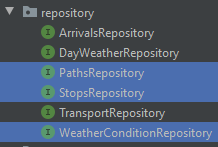 repository
ArrivalsRepository
DayWeatherRepository
PathsRepository
StopsRepository
TransportRepository
WeatherConditionRepository